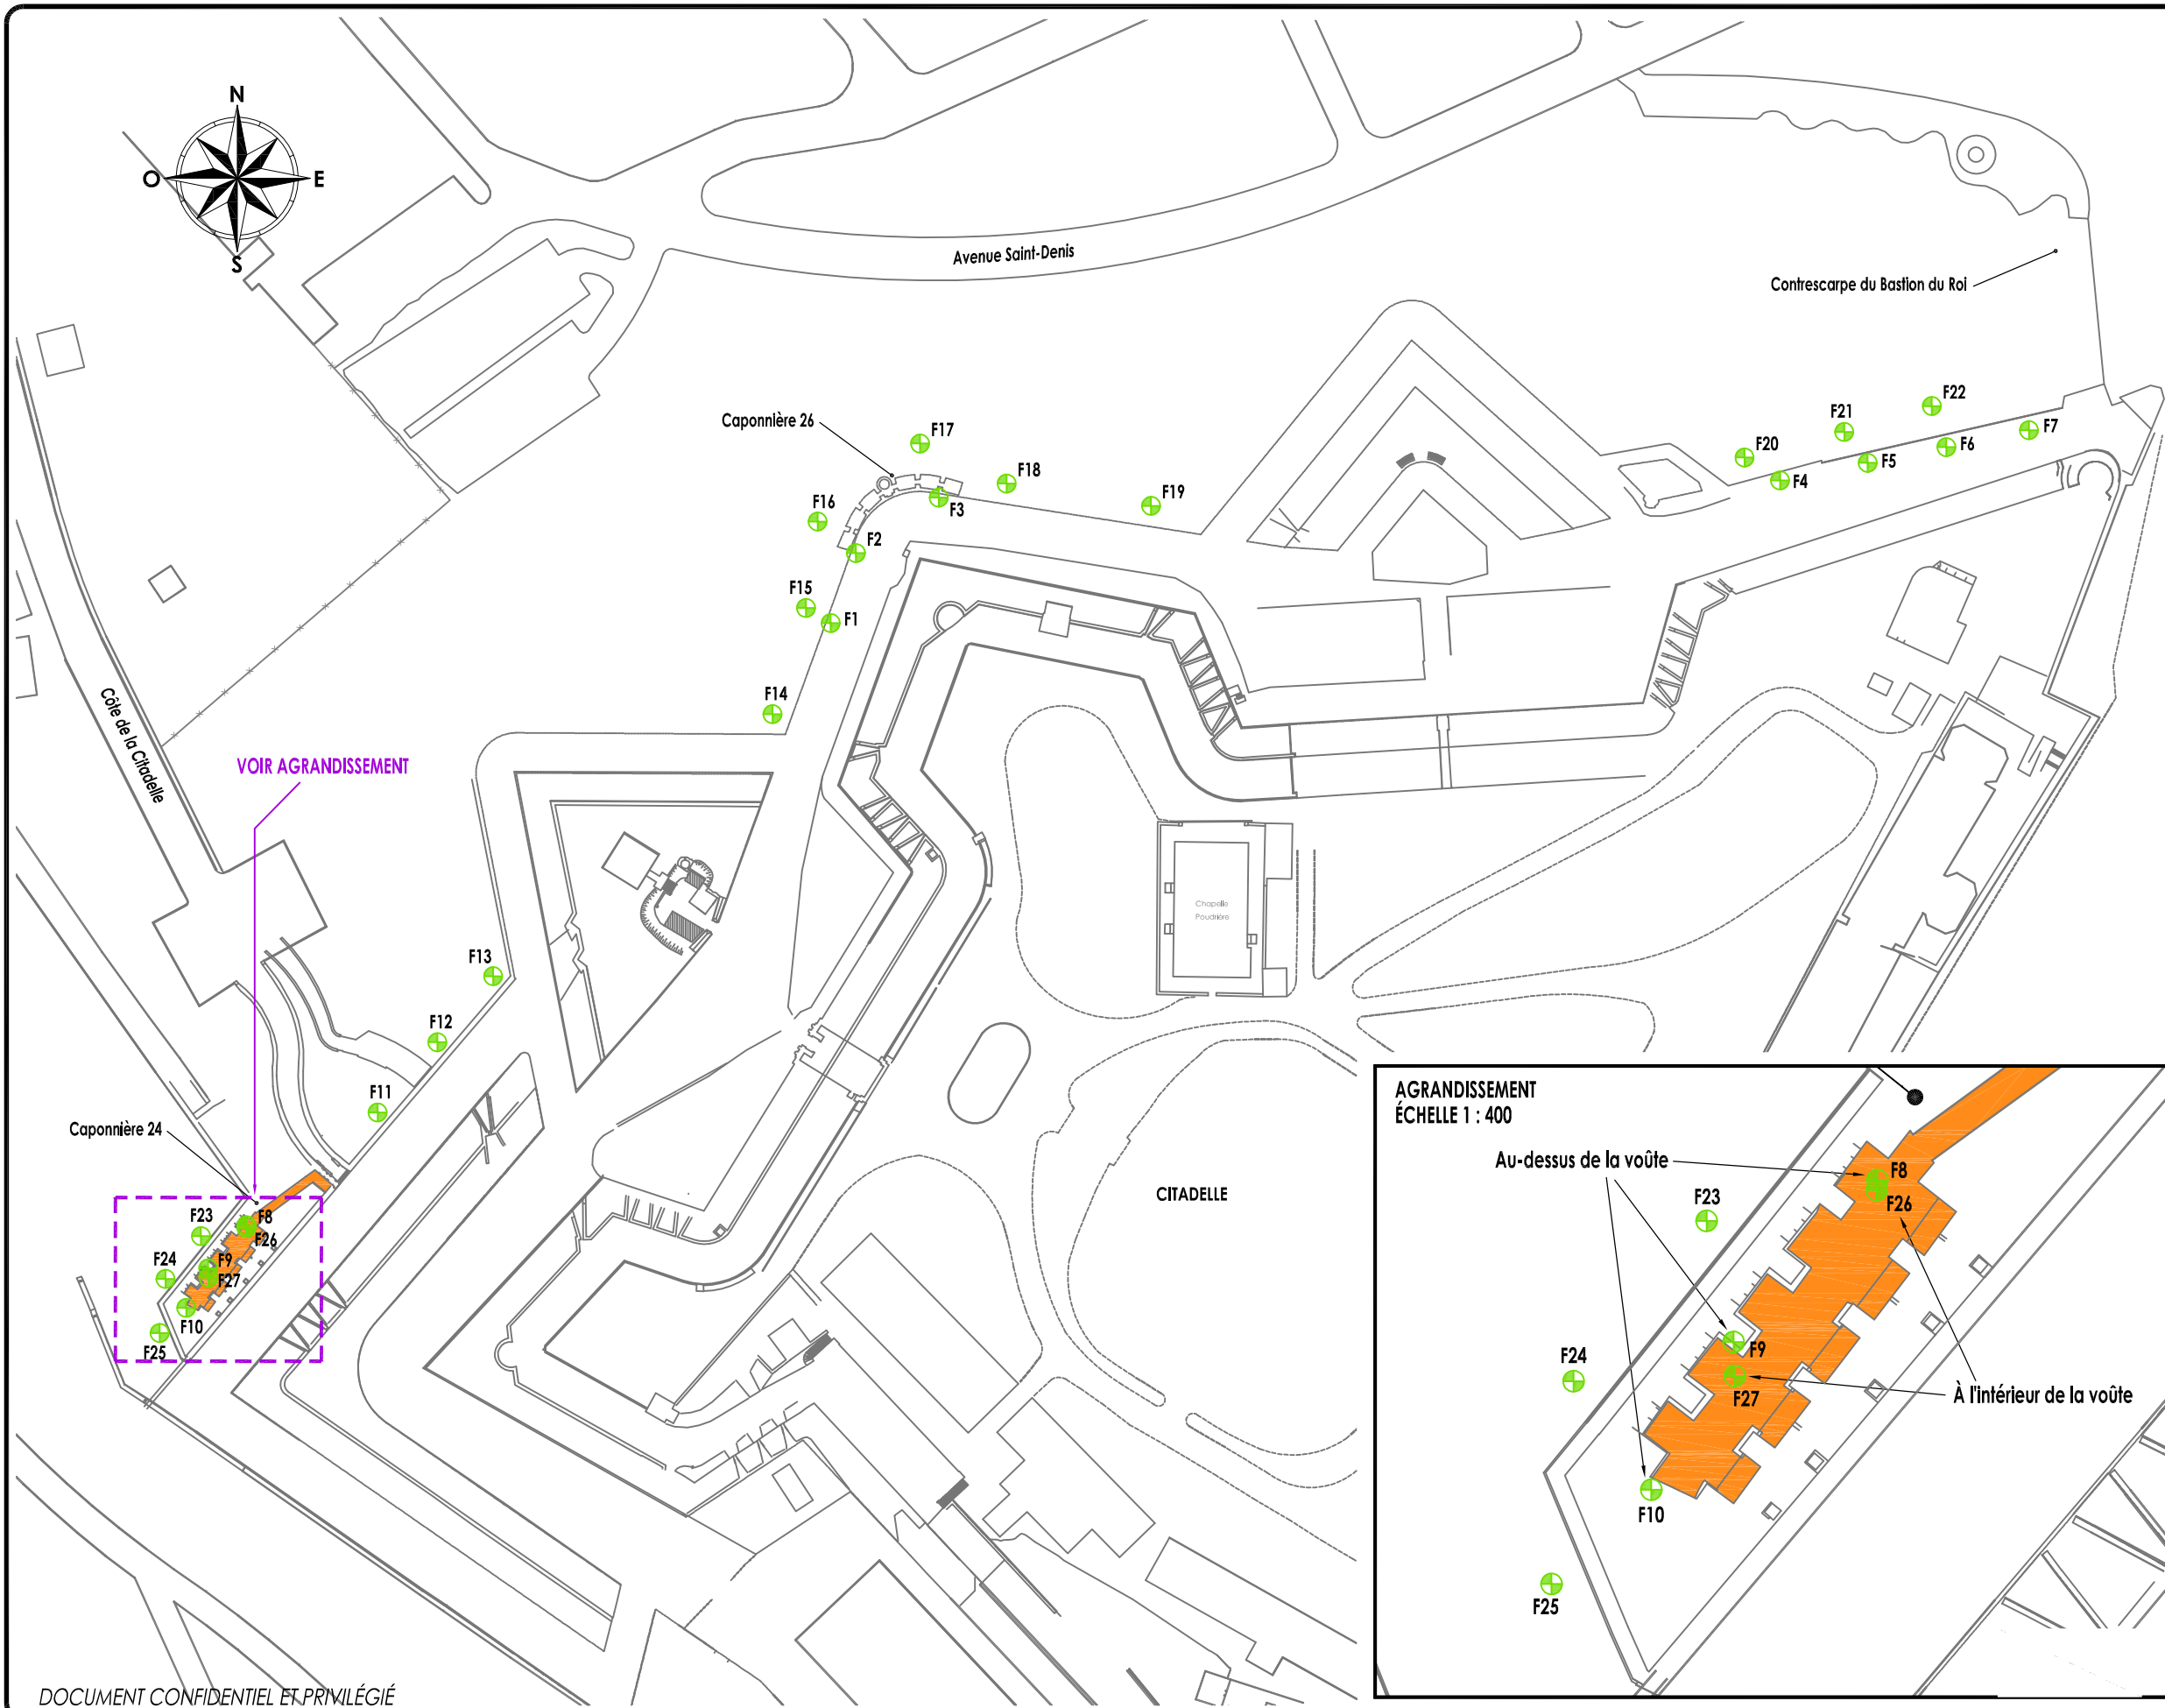 N
O
E
S
Avenue Saint-Denis
Contrescarpe du Bastion du Roi
Caponnière 26
F17
F18
F19
F16
F3
F2
F15
F1
F14
F20
F21
F22
F4
F5
F6
F7
Côte de la Citadelle
VOIR AGRANDISSEMENT
Chapelle
Poudrière
F13
F12
F11
Caponnière 24
F23
F8
F26
F24
F9
F27
F10
F25
CITADELLE
AGRANDISSEMENT
ÉCHELLE 1 : 400
Au-dessus de la voûte
F8
F23
F26
F9
F24
F27
À l'intérieur de la voûte
F10
F25
DOCUMENT CONFIDENTIEL ET PRIVILÉGIÉ